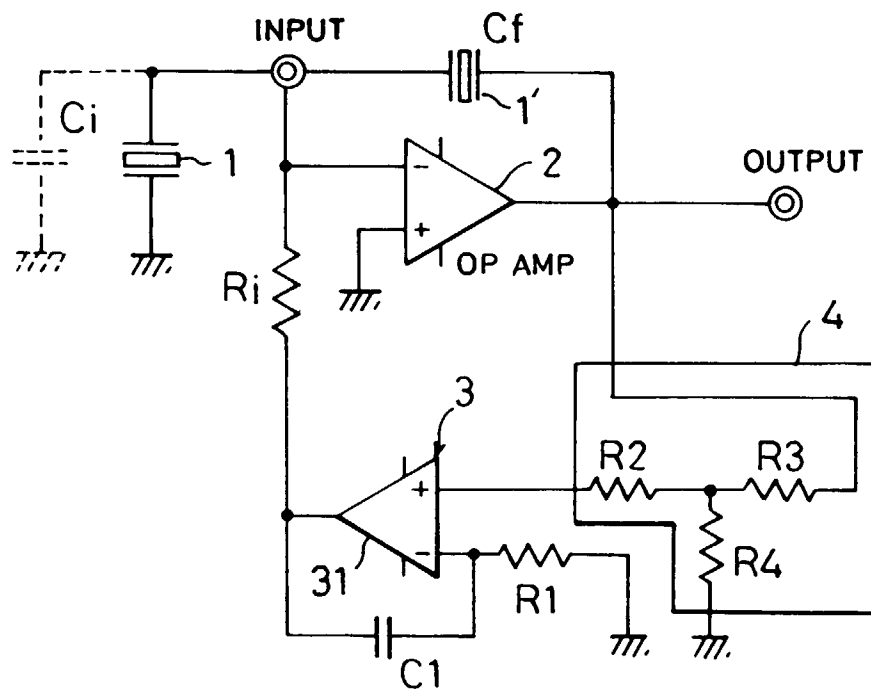 INPUT
Cf
1′
Ci
1
−
2
OUTPUT
+
OP AMP
Ri
4
3
R2
R3
+
−
31
R1
R4
C1